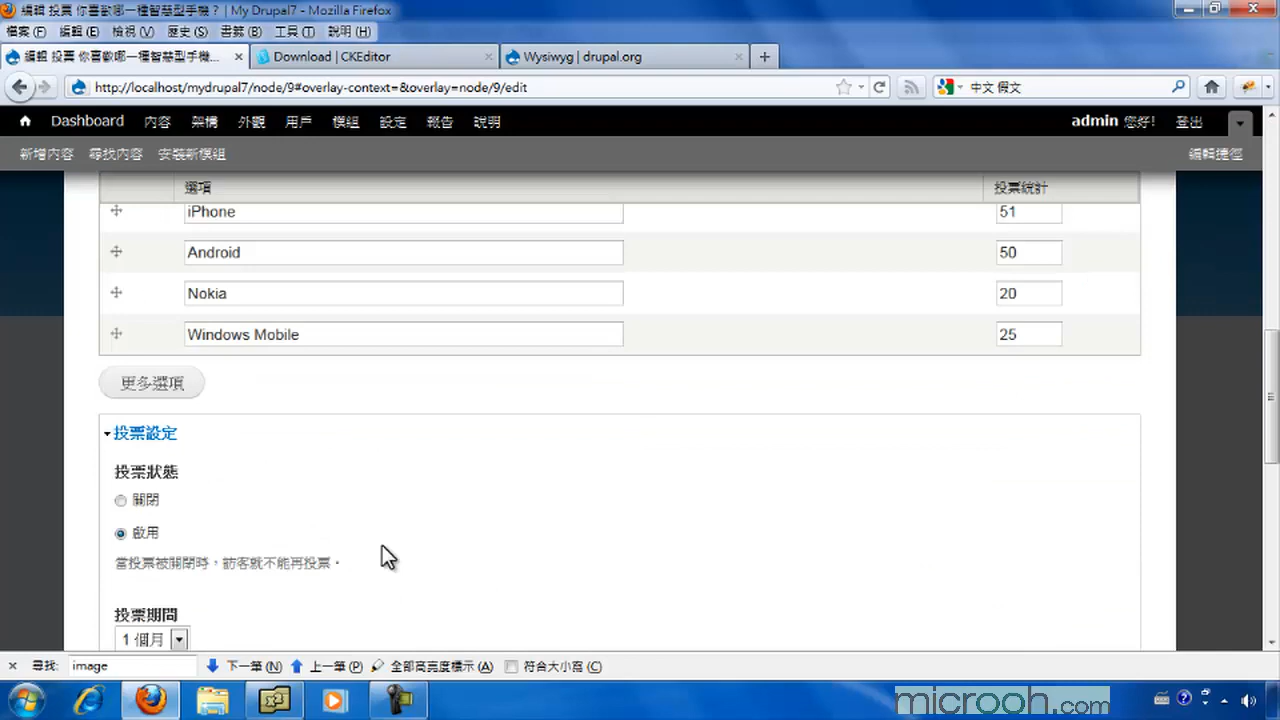 編輯 投票 你喜歡哪一種智慧型手機？ | My Drupal7 - Mozilla Firefox
檔案(F) 編輯(E) 檢視(V) 歷史(S) 書籤(B) 工具(T) 說明(H)
編輯 投票 你喜歡哪一種智慧型手機... Download | CKEditor Wysiwyg | drupal.org
http://localhost/mydrupal7/node/9#overlay-context=&overlay=node/9/edit 中文 假文
Dashboard 內容 架構 外觀 用戶 模組 設定 報告 說明 admin 您好! 登出
新增內容 尋找內容 安裝新模組 編輯捷徑
選項 投票統計
iPhone 51
Android 50
Nokia 20
Windows Mobile 25
更多選項
投票設定
投票狀態
關閉
啟用
當投票被關閉時，訪客就不能再投票。
投票期間
1 個月
尋找: image 下一筆(N) 上一筆(P) 全部高亮度標示(A) 符合大小寫(C)
microoh.com